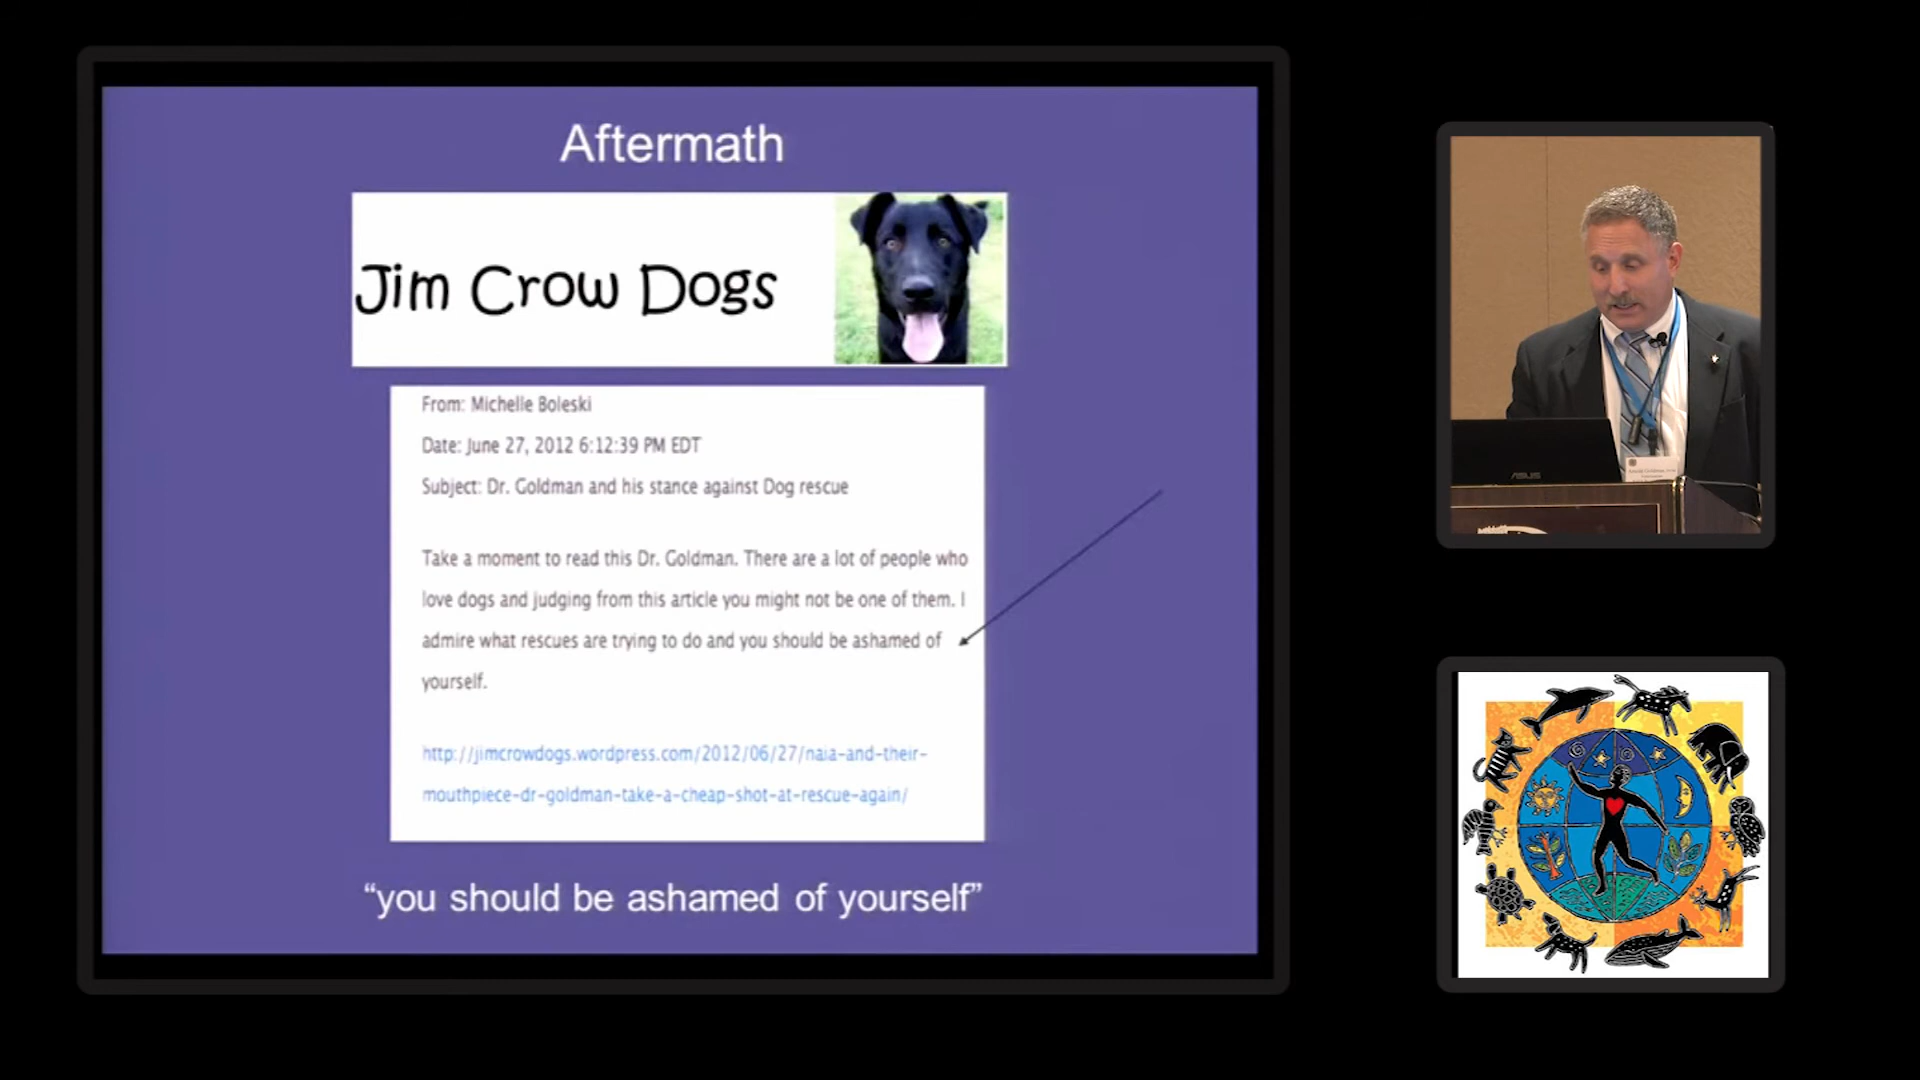 Aftermath
Jim Crow Dogs
From: Michelle Boleski
Date: June 27, 2012 6:12:39 PM EDT
Subject: Dr. Goldman and his stance against Dog rescue
Take a moment to read this Dr. Goldman. There are a lot of people who
love dogs and judging from this article you might not be one of them. I
admire what rescues are trying to do and you should be ashamed of
yourself.
http://jimcrowdogs.wordpress.com/2012/06/27/naia-and-their-
mouthpiece-dr-goldman-take-a-cheap-shot-at-rescue-again/
“you should be ashamed of yourself”
ASUS